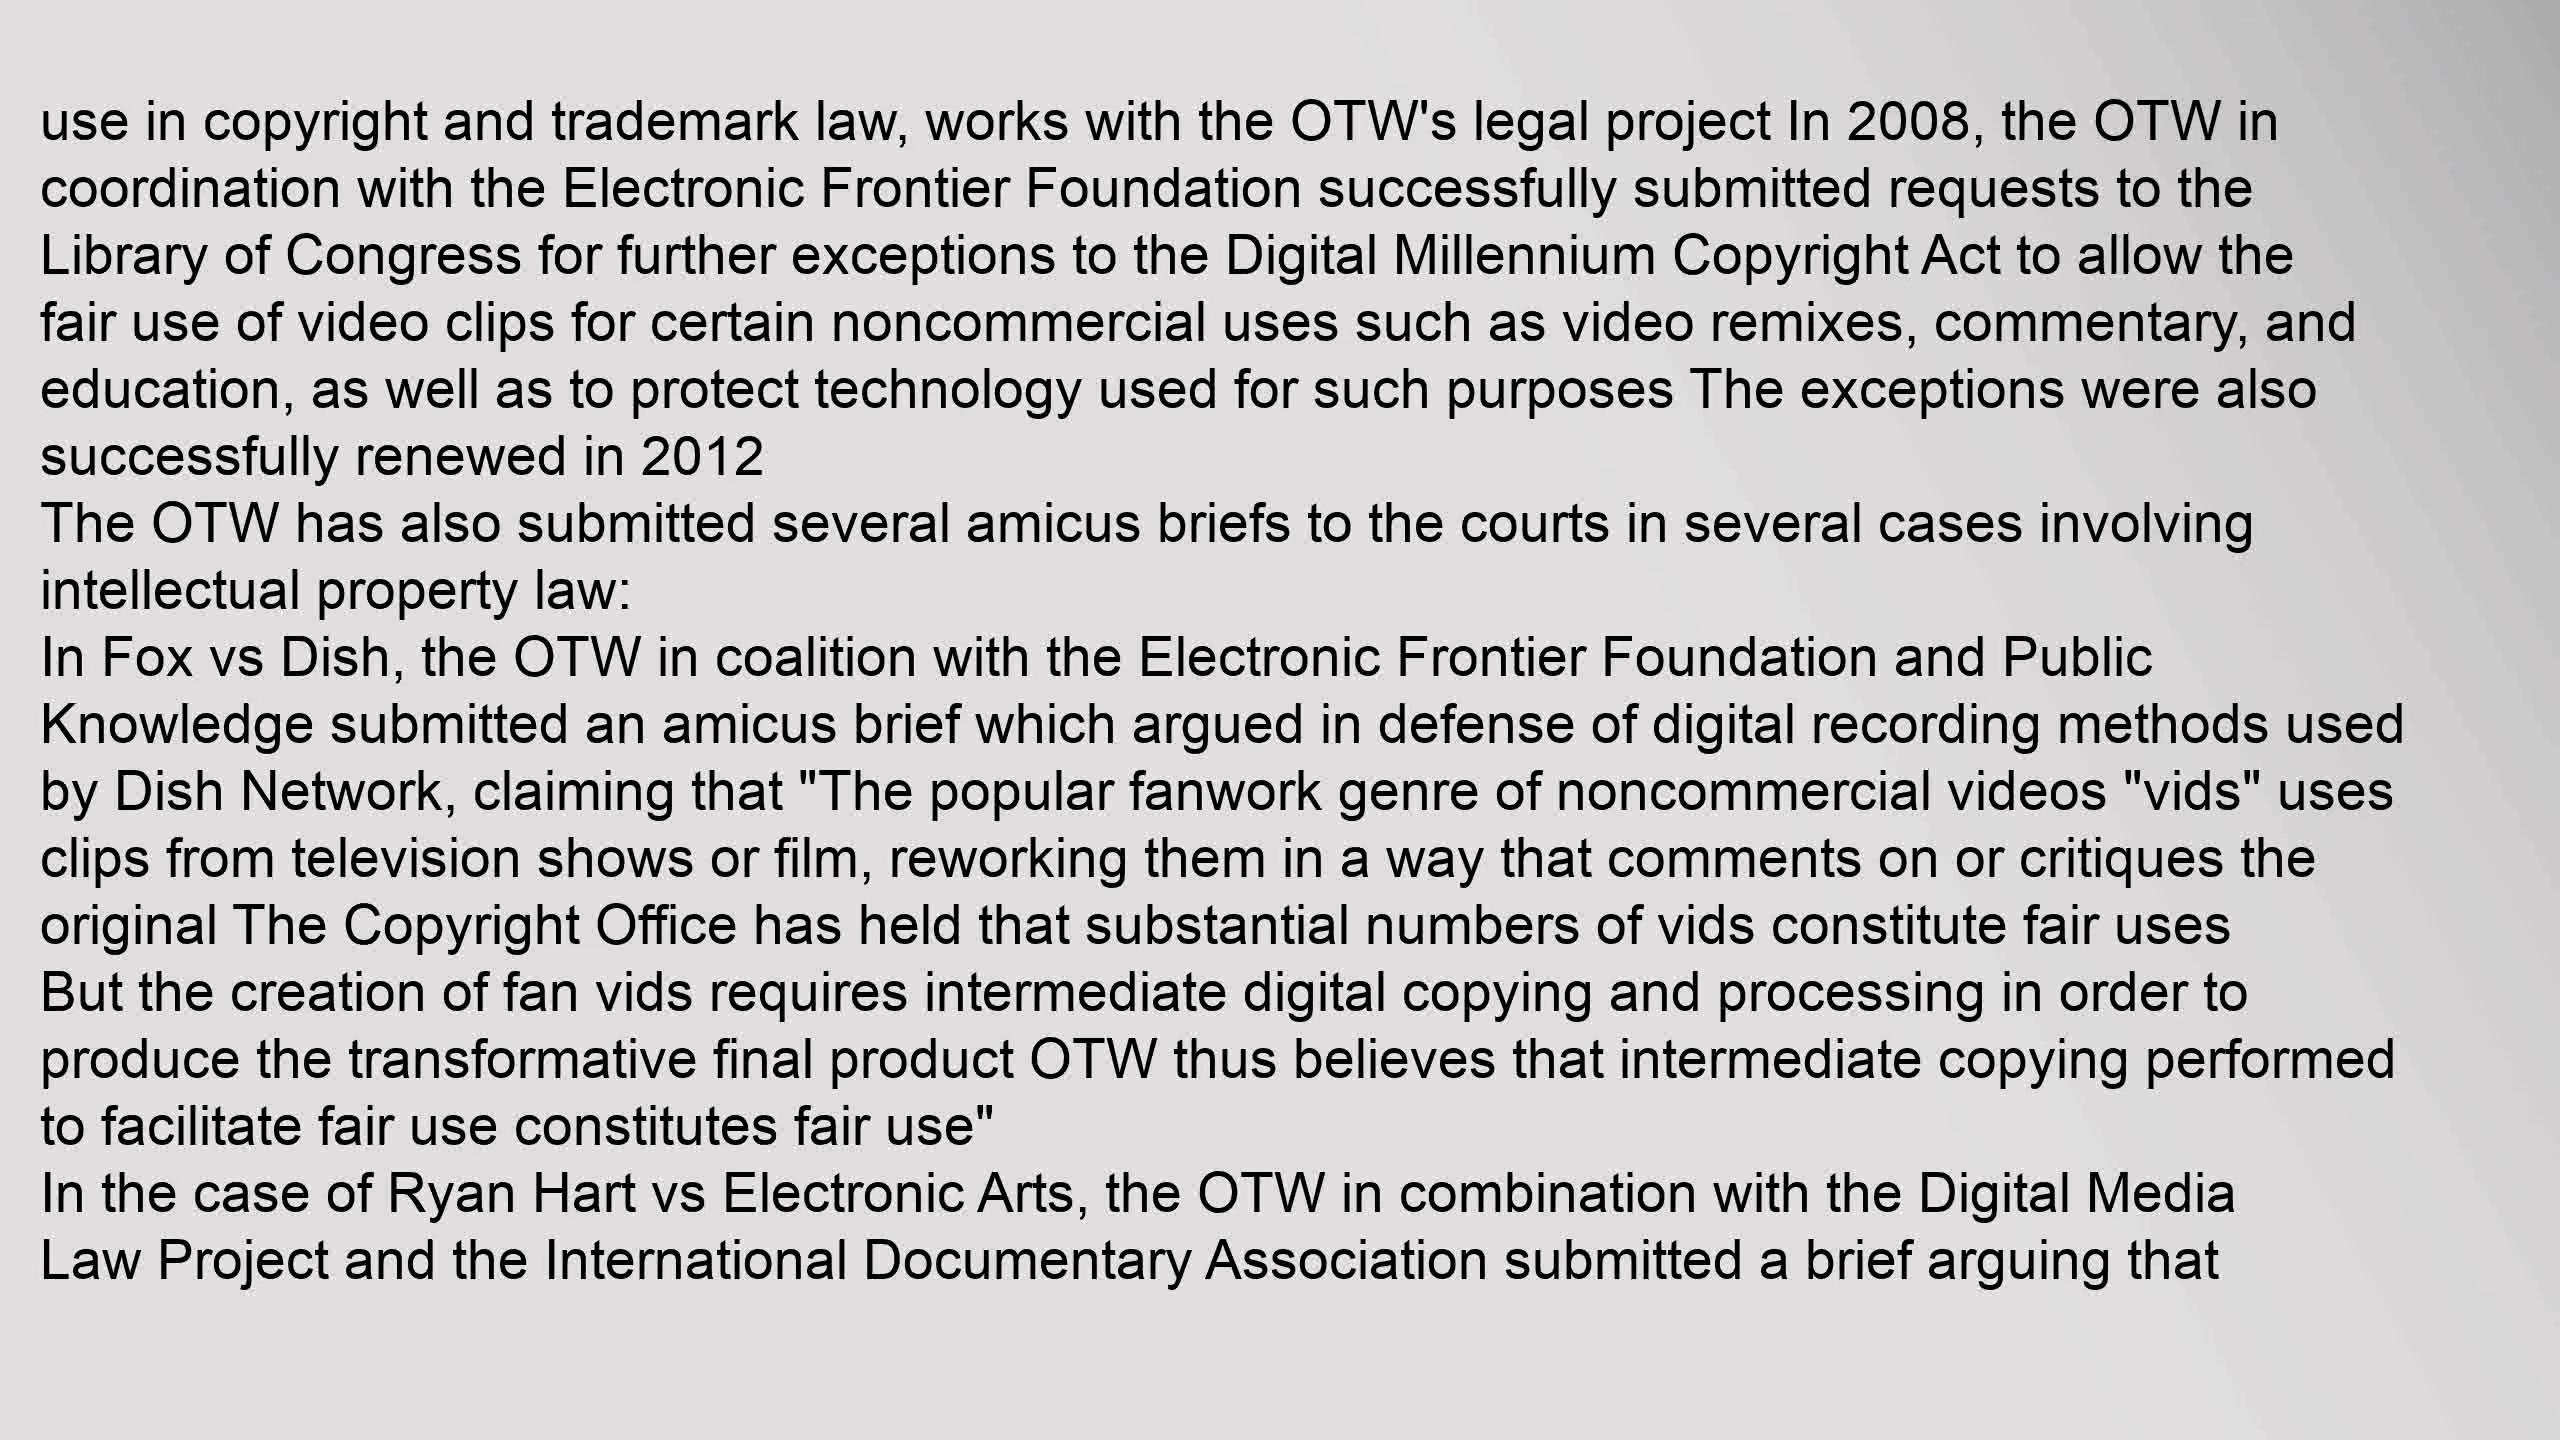 use in copyright and trademark law, works with the OTW's legal project In 2008, the OTW in
coordination with the Electronic Frontier Foundation successfully submitted requests to the
Library of Congress for further exceptions to the Digital Millennium Copyright Act to allow the
fair use of video clips for certain noncommercial uses such as video remixes, commentary, and
education, as well as to protect technology used for such purposes The exceptions were also
successfully renewed in 2012
The OTW has also submitted several amicus briefs to the courts in several cases involving
intellectual property law:
In Fox vs Dish, the OTW in coalition with the Electronic Frontier Foundation and Public
Knowledge submitted an amicus brief which argued in defense of digital recording methods used
by Dish Network, claiming that "The popular fanwork genre of noncommercial videos "vids" uses
clips from television shows or film, reworking them in a way that comments on or critiques the
original The Copyright Office has held that substantial numbers of vids constitute fair uses
But the creation of fan vids requires intermediate digital copying and processing in order to
produce the transformative final product OTW thus believes that intermediate copying performed
to facilitate fair use constitutes fair use"
In the case of Ryan Hart vs Electronic Arts, the OTW in combination with the Digital Media
Law Project and the International Documentary Association submitted a brief arguing that